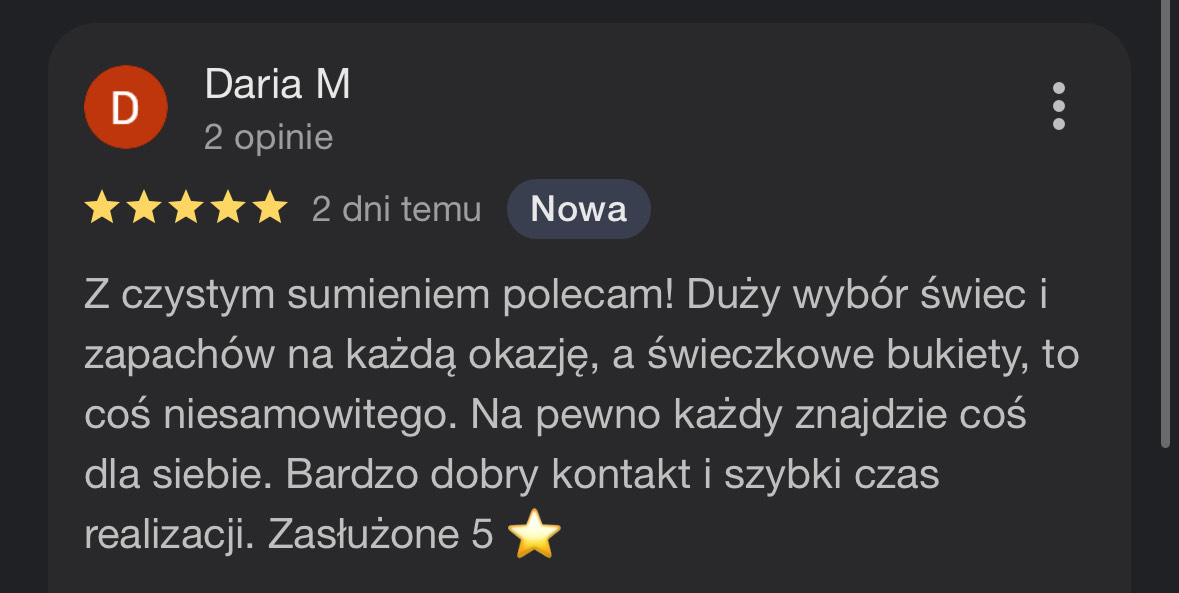 D
Daria M
2 opinie
2 dni temu Nowa
Z czystym sumieniem polecam! Duży wybór świec i
zapachów na każdą okazję, a świeczkowe bukiety, to
coś niesamowitego. Na pewno każdy znajdzie coś
dla siebie. Bardzo dobry kontakt i szybki czas
realizacji. Zasłużone 5 ⭐